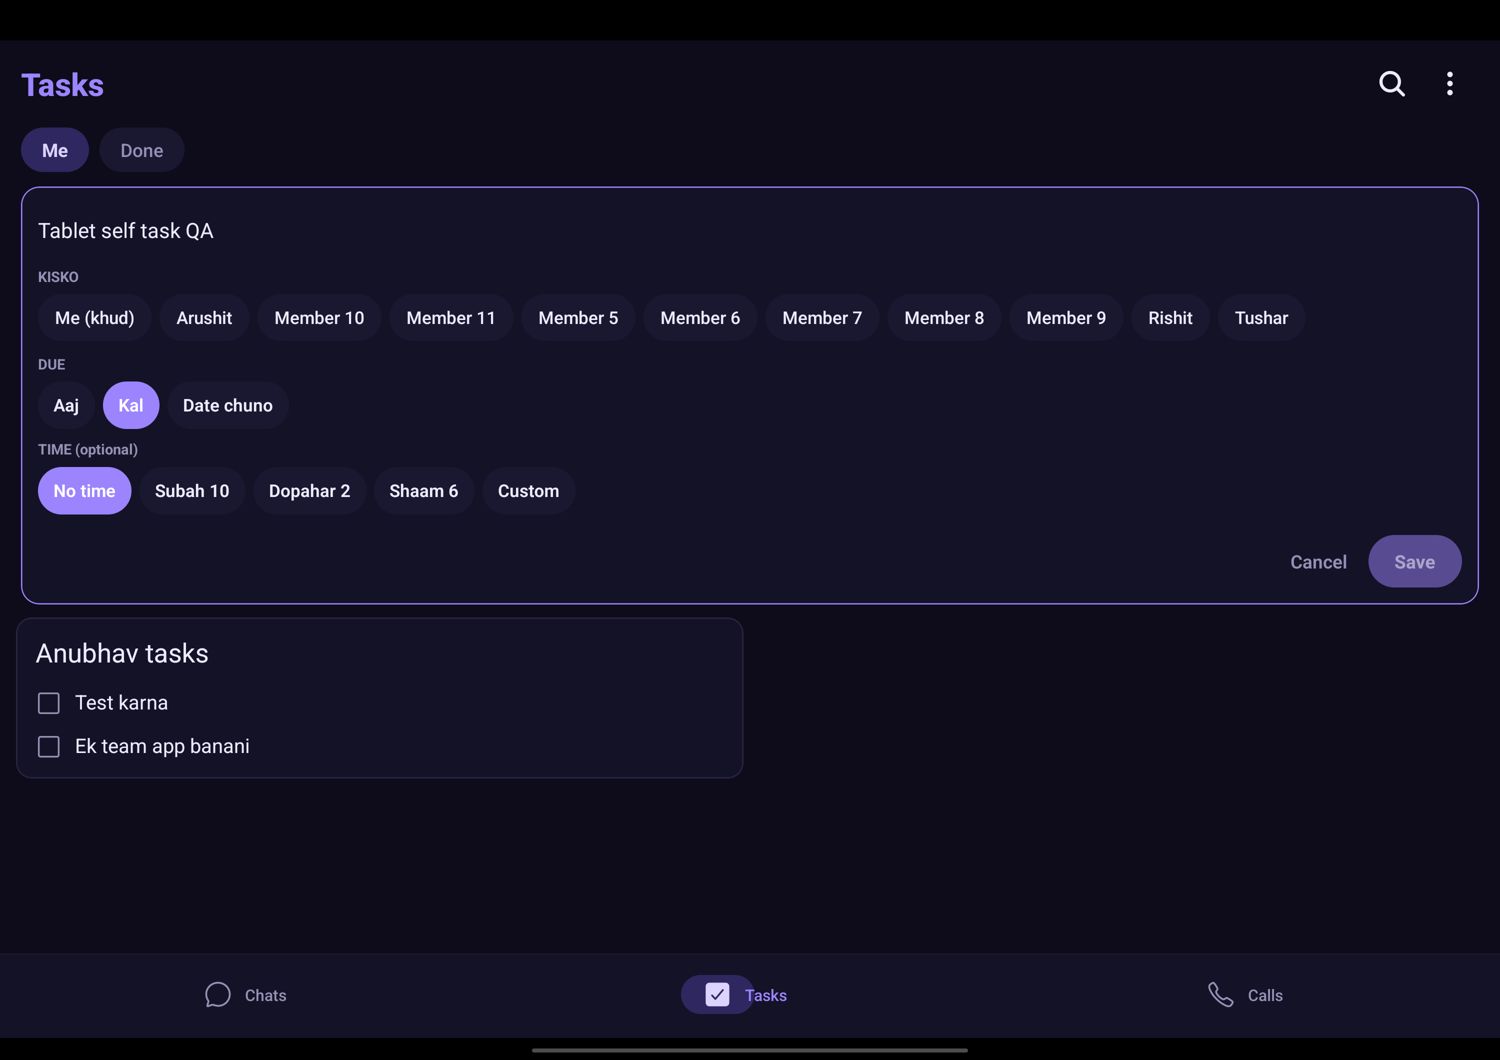 Tasks
Me Done
Tablet self task QA
KISKO
Me (khud) Arushit Member 10 Member 11 Member 5 Member 6 Member 7 Member 8 Member 9 Rishit Tushar
DUE
Aaj Kal Date chuno
TIME (optional)
No time Subah 10 Dopahar 2 Shaam 6 Custom
Cancel Save
Anubhav tasks
Test karna
Ek team app banani
Chats Tasks Calls